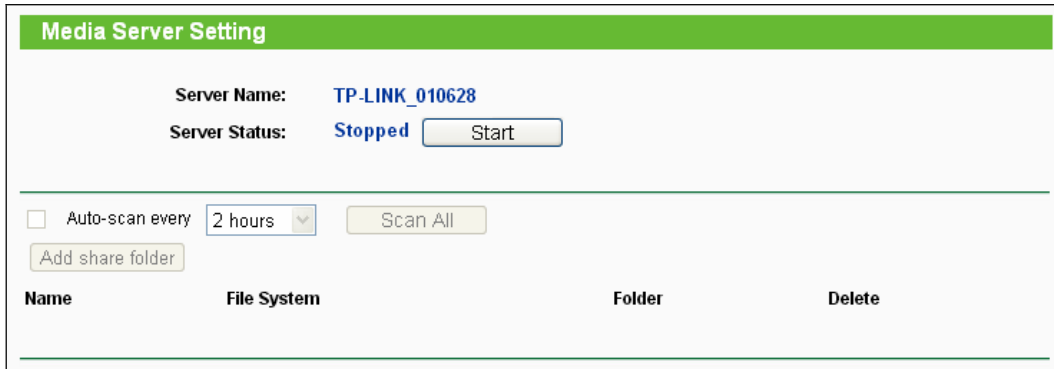 Media Server Setting
Server Name: TP-LINK_010628
Server Status: Stopped Start
Auto-scan every 2 hours Scan All
Add share folder
Name File System Folder Delete